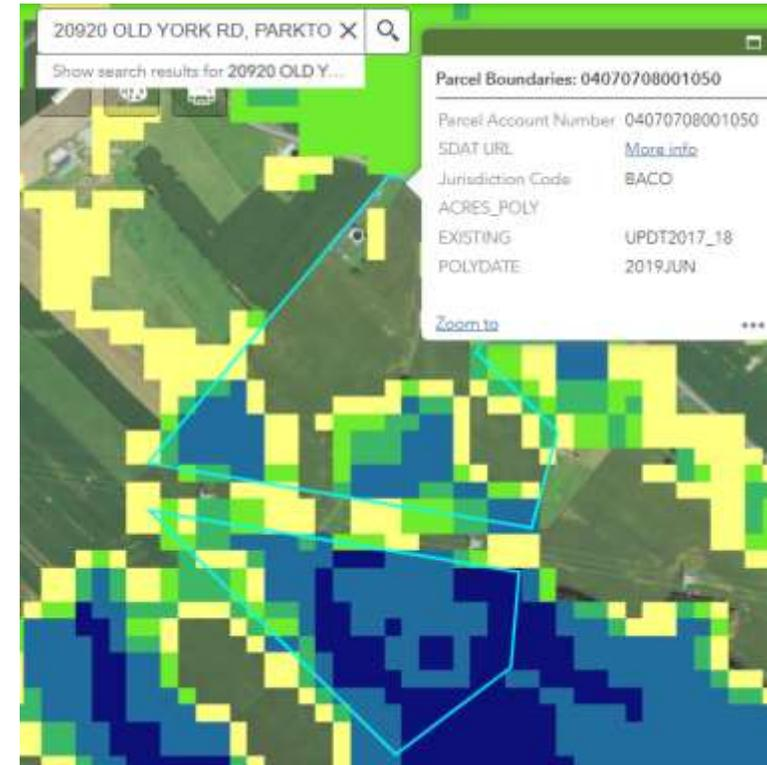 20920 OLD YORK RD, PARKTO
Show search results for 20920 OLD Y...
Parcel Boundaries: 04070708001050
Parcel Account Number 04070708001050
SDAT URL More info
Jurisdiction Code BACO
ACRES_POLY
EXISTING UPDT2017_18
POLYDATE 2019JUN
Zoom to